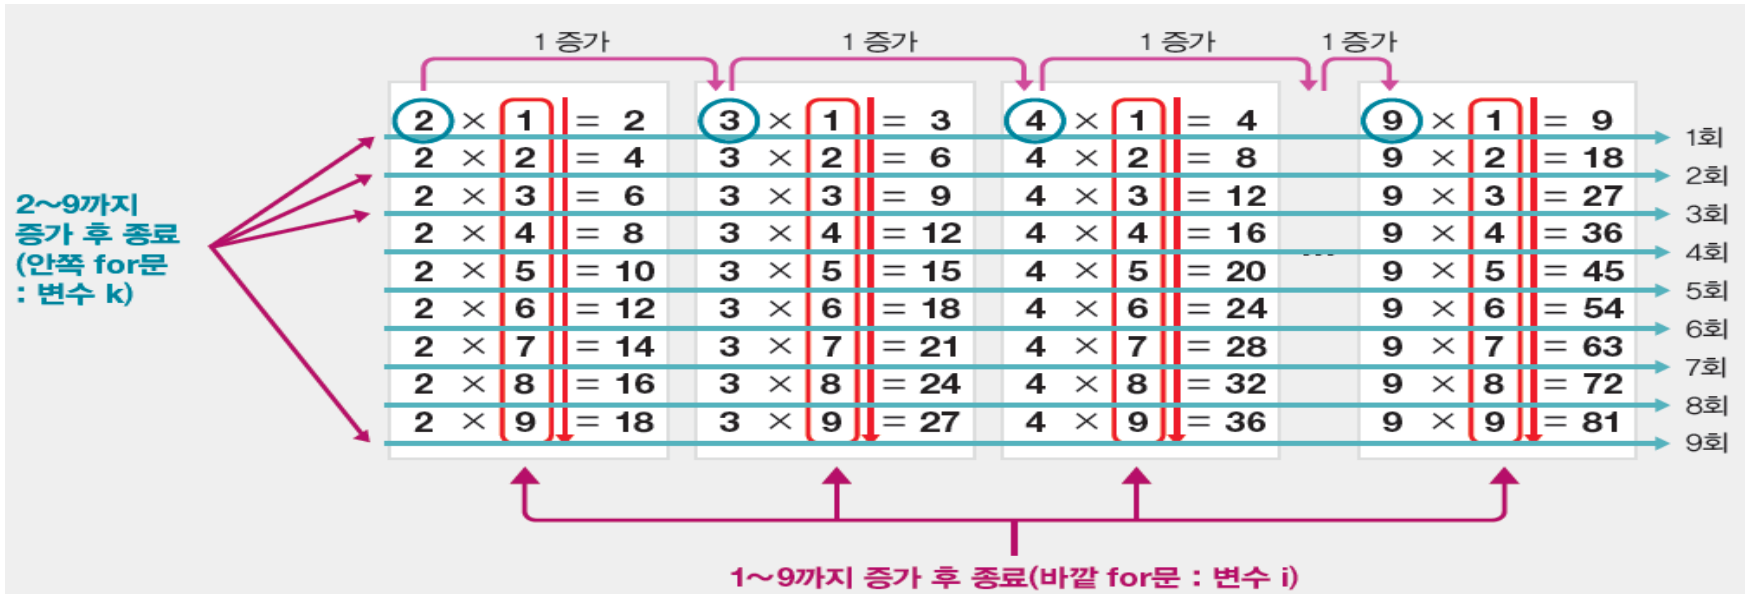 1 증가 1 증가 1 증가 1 증가
2 × 1 = 2 3 × 1 = 3 4 × 1 = 4 9 × 1 = 9
1회
2 × 2 = 4 3 × 2 = 6 4 × 2 = 8 9 × 2 = 18
2회
2 × 3 = 6 3 × 3 = 9 4 × 3 = 12 9 × 3 = 27
3회
2 × 4 = 8 3 × 4 = 12 4 × 4 = 16 9 × 4 = 36
... 4회
2 × 5 = 10 3 × 5 = 15 4 × 5 = 20 9 × 5 = 45
5회
2 × 6 = 12 3 × 6 = 18 4 × 6 = 24 9 × 6 = 54
6회
2 × 7 = 14 3 × 7 = 21 4 × 7 = 28 9 × 7 = 63
7회
2 × 8 = 16 3 × 8 = 24 4 × 8 = 32 9 × 8 = 72
8회
2 × 9 = 18 3 × 9 = 27 4 × 9 = 36 9 × 9 = 81
9회
2~9까지
증가 후 종료
(안쪽 for문
: 변수 k)
1~9까지 증가 후 종료(바깥 for문 : 변수 i)